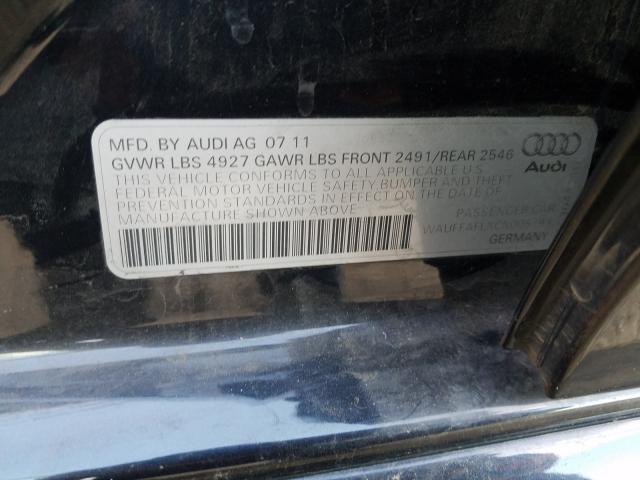 MFD. BY AUDI AG 07 11
GVWR LBS 4927 GAWR LBS FRONT 2491/REAR 2546
THIS VEHICLE CONFORMS TO ALL APPLICABLE U.S
FEDERAL MOTOR VEHICLE SAFETY, BUMPER AND THEFT
PREVENTION STANDARDS IN EFFECT ON THE DATE OF
MANUFACTURE SHOWN ABOVE
Audi
PASSENGER CAR
GERMANY